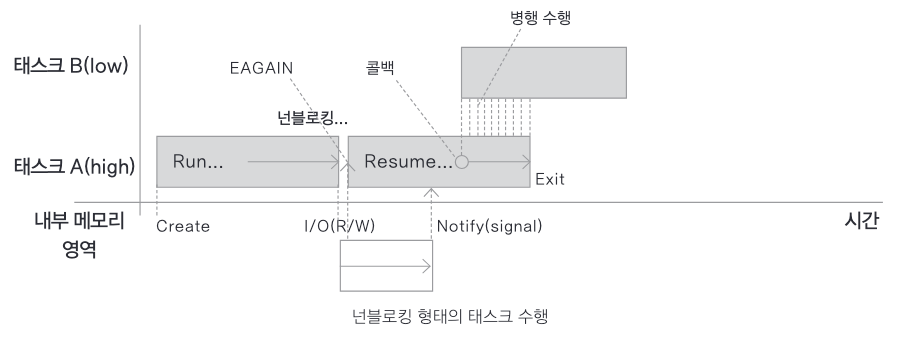 병행 수행
태스크 B(low)
EAGAIN
콜백
넌블로킹...
태스크 A(high)
Run...
Resume...
Exit
내부 메모리
영역
Create
I/O(R/W)
Notify(signal)
시간
넌블로킹 형태의 태스크 수행